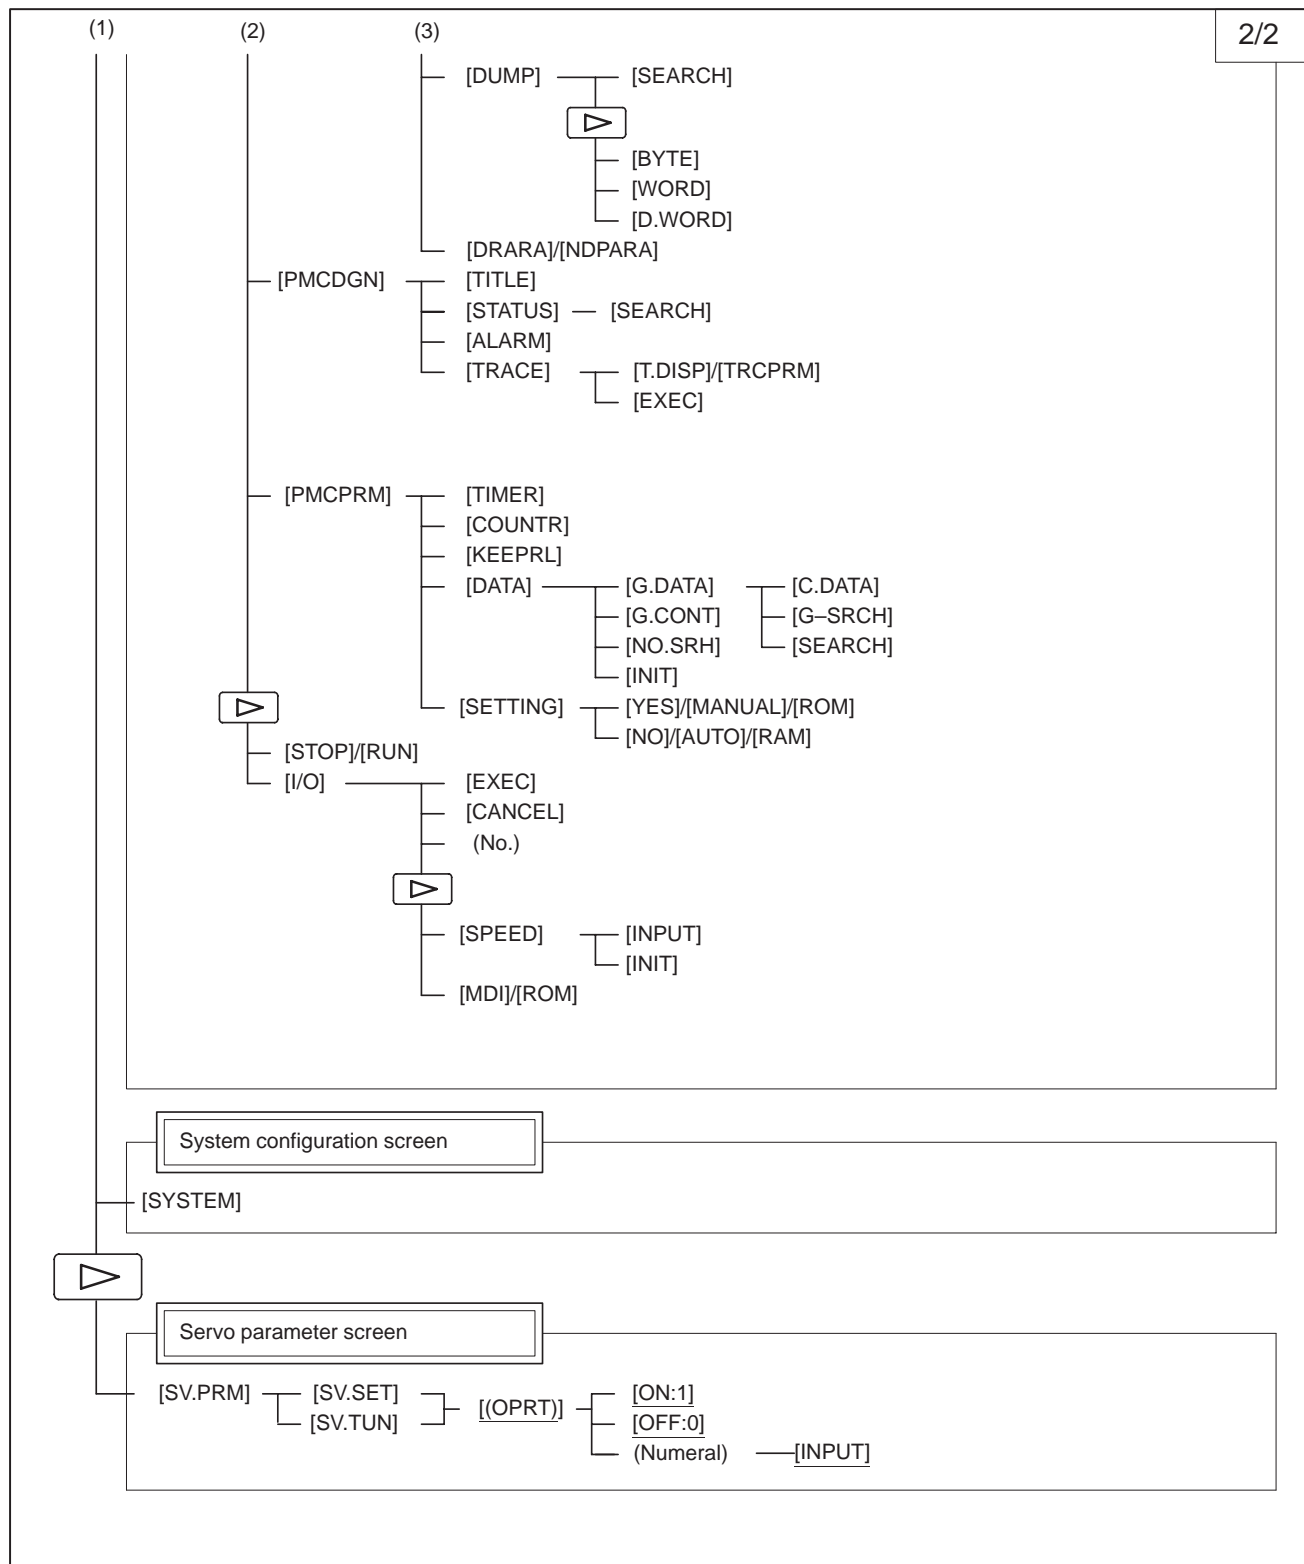 (1) (2) (3) 2/2
[DUMP] [SEARCH]
[BYTE]
[WORD]
[D.WORD]
[DRARA]/[NDPARA]
[PMCDGN] [TITLE]
[STATUS] [SEARCH]
[ALARM]
[TRACE] [T.DISP]/[TRCPRM]
[EXEC]
[PMCPRM] [TIMER]
[COUNTR]
[KEEPRL]
[DATA] [G.DATA] [C.DATA]
[G.CONT] [G–SRCH]
[NO.SRH] [SEARCH]
[INIT]
[SETTING] [YES]/[MANUAL]/[ROM]
[NO]/[AUTO]/[RAM]
[STOP]/[RUN]
[I/O] [EXEC]
[CANCEL]
(No.)
[SPEED] [INPUT]
[INIT]
[MDI]/[ROM]
System configuration screen
[SYSTEM]
Servo parameter screen
[SV.PRM] [SV.SET] [(OPRT)] [ON:1]
[SV.TUN] [OFF:0]
(Numeral) [INPUT]